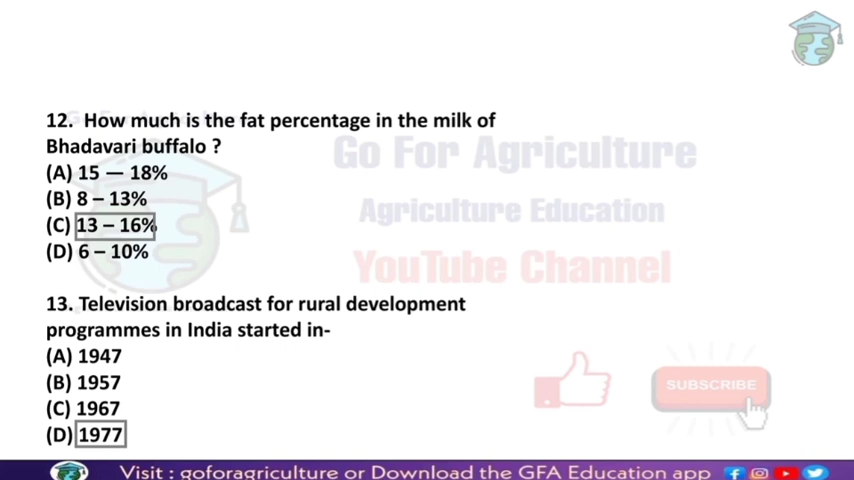 12. How much is the fat percentage in the milk of
Bhadavari buffalo ?
(A) 15 — 18%
(B) 8 – 13%
(C) 13 – 16%
(D) 6 – 10%
Go For Agriculture
Agriculture Education
YouTube Channel
13. Television broadcast for rural development
programmes in India started in-
(A) 1947
(B) 1957
(C) 1967
(D) 1977
SUBSCRIBE
Visit : goforagriculture or Download the GFA Education app